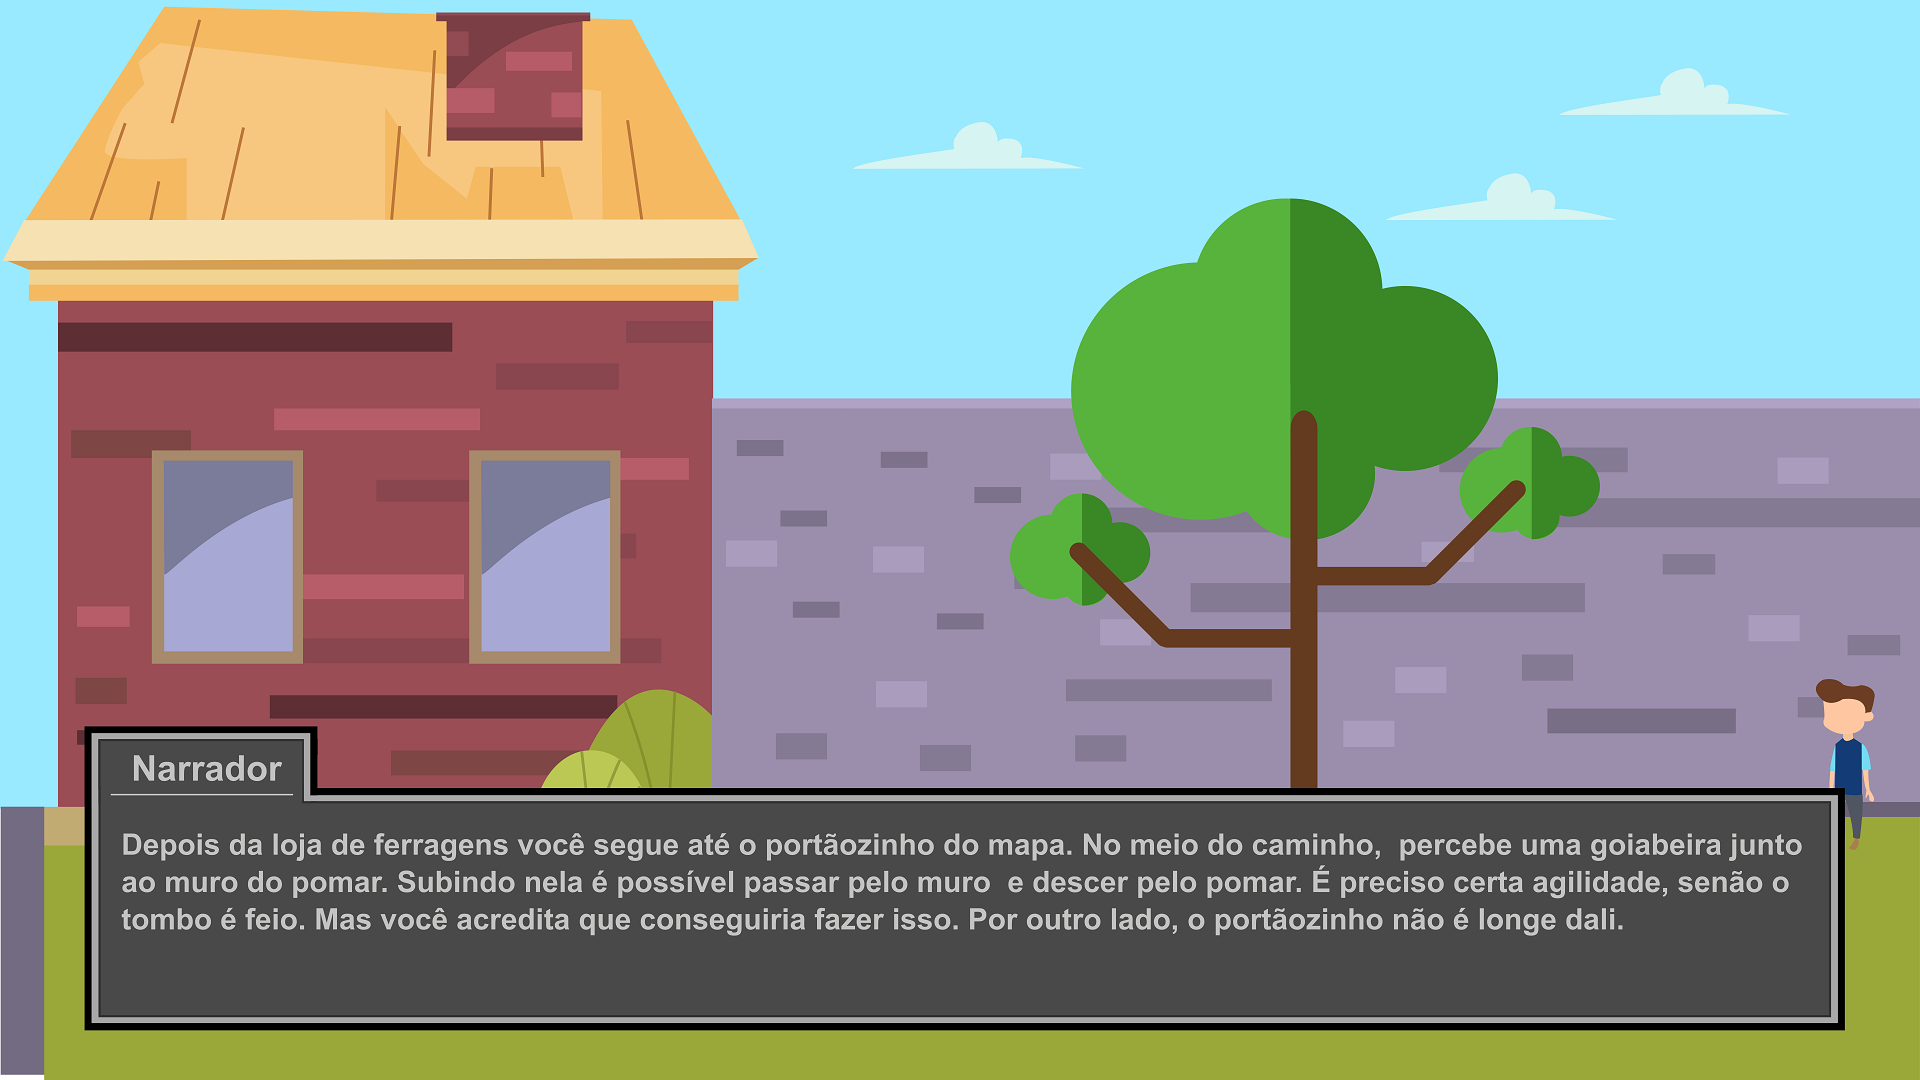 Narrador
Depois da loja de ferragens você segue até o portãozinho do mapa. No meio do caminho,  percebe uma goiabeira junto
ao muro do pomar. Subindo nela é possível passar pelo muro  e descer pelo pomar. É preciso certa agilidade, senão o
tombo é feio. Mas você acredita que conseguiria fazer isso. Por outro lado, o portãozinho não é longe dali.